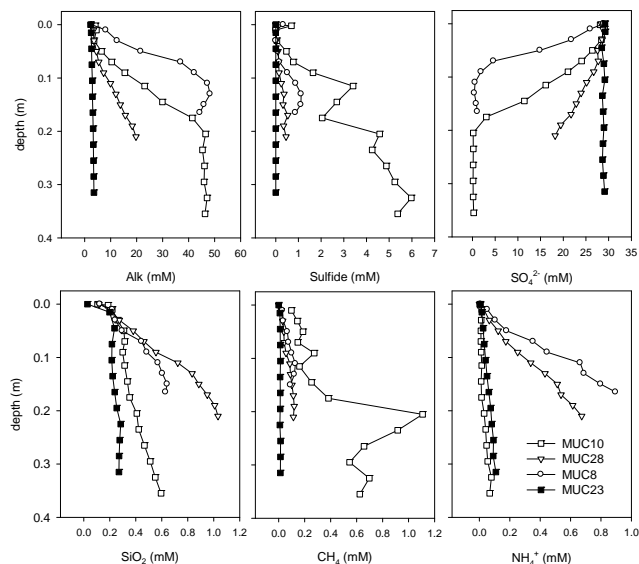 0.0
0.1
0.2
0.3
0.4
depth (m)
0 10 20 30 40 50 60
Alk (mM)
0 1 2 3 4 5 6 7
Sulfide (mM)
0 5 10 15 20 25 30 35
SO₄²⁻ (mM)
0.0
0.1
0.2
0.3
0.4
depth (m)
0.0 0.2 0.4 0.6 0.8 1.0 1.2
SiO₂ (mM)
0.0 0.2 0.4 0.6 0.8 1.0 1.2
CH₄ (mM)
MUC10
MUC28
MUC8
MUC23
0.0 0.2 0.4 0.6 0.8 1.0
NH₄⁺ (mM)